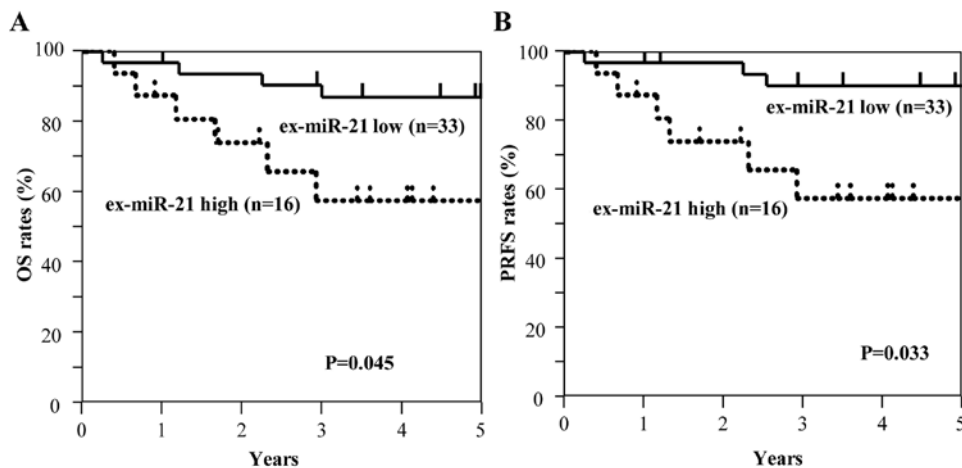 A
OS rates (%)
100
80
60
40
20
0
ex-miR-21 low (n=33)
ex-miR-21 high (n=16)
P=0.045
0 1 2 3 4 5
Years
B
PRFS rates (%)
100
80
60
40
20
0
ex-miR-21 low (n=33)
ex-miR-21 high (n=16)
P=0.033
0 1 2 3 4 5
Years